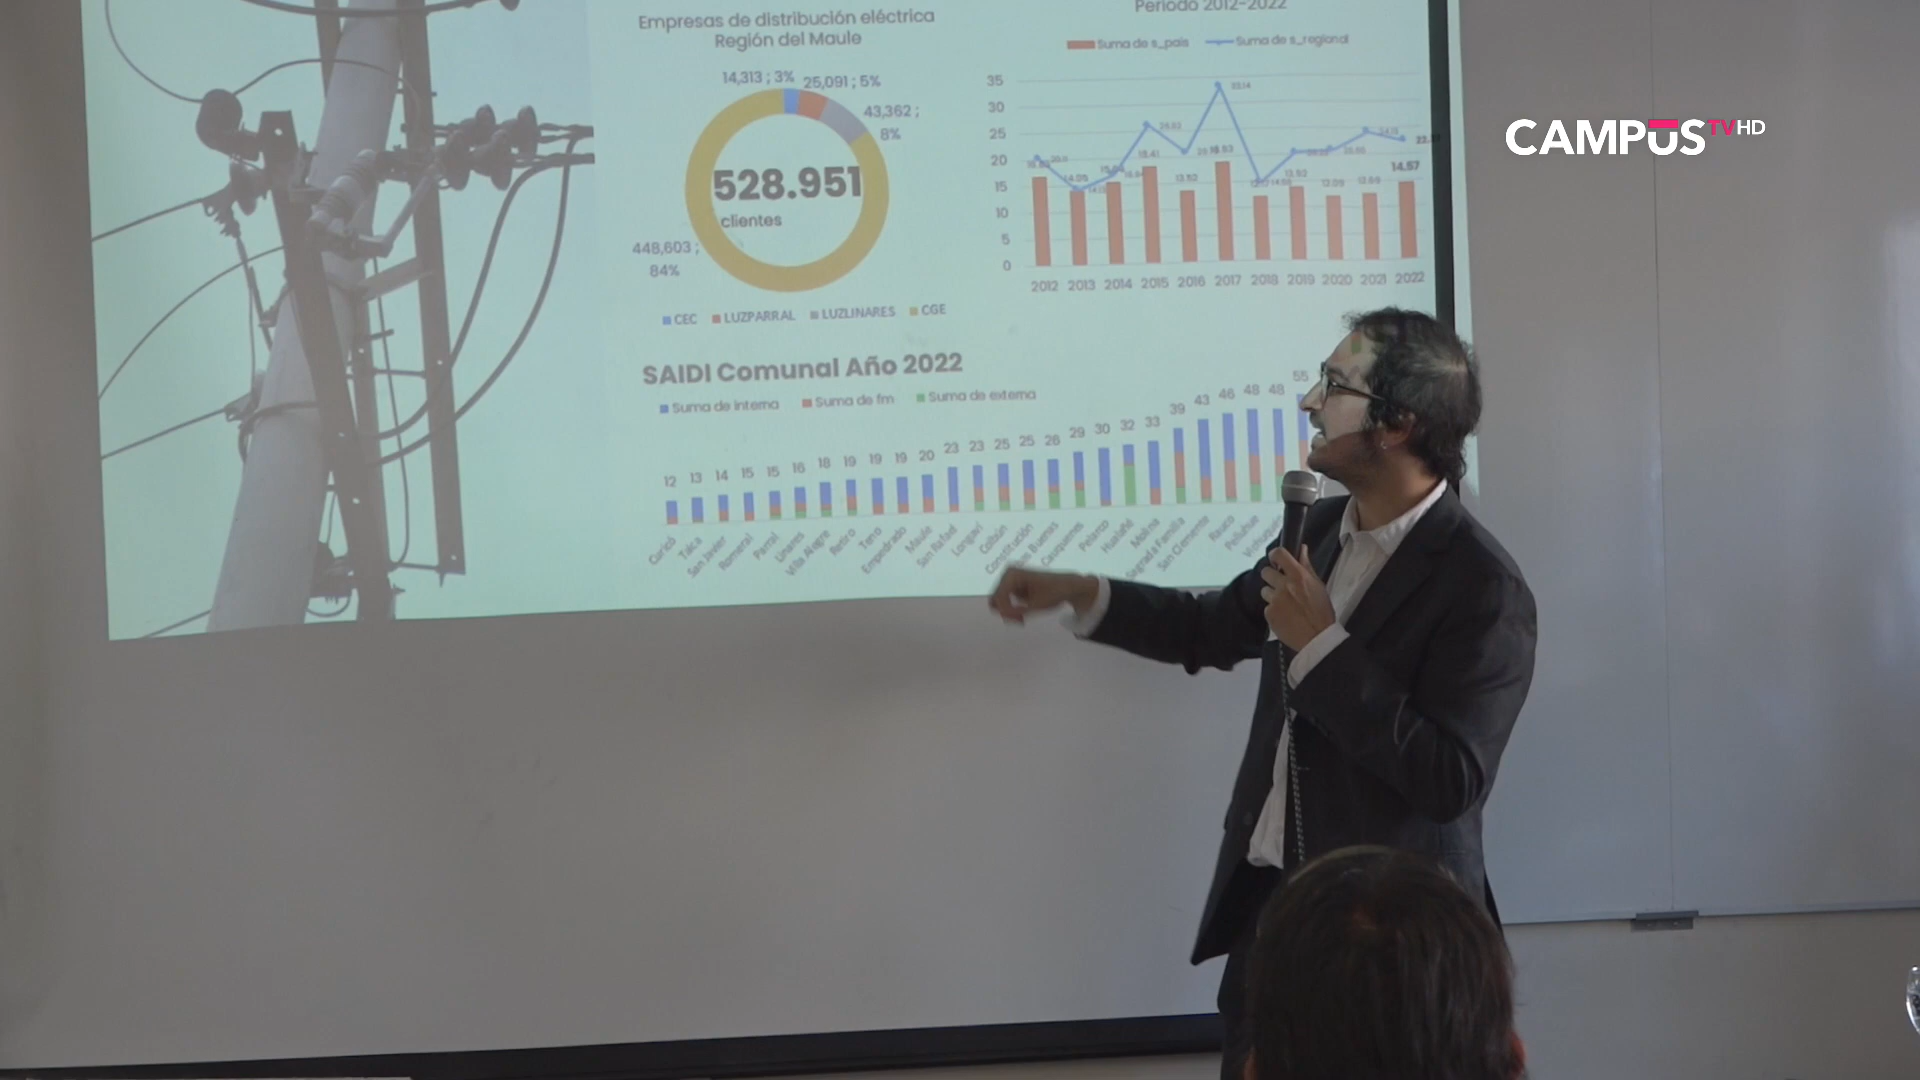 Empresas de distribución eléctrica
Región del Maule
14,313 ; 3%
25,091 ; 5%
43,362 ;
8%
528.951
clientes
448,603 ;
84%
CEC LUZPARRAL LUZLINARES CGE
Periodo 2012-2022
Suma de s_pais Suma de s_regional
35
30
25
20
15
10
5
0
33.14
14.57
2012 2013 2014 2015 2016 2017 2018 2019 2020 2021 2022
CAMPUSTVHD
SAIDI Comunal Año 2022
Suma de interna Suma de fm Suma de externa
12 13 14 15 15 16 18 19 19 19 20 23 23 25 25 26 29 30 32 33 39 43 46 48 48 55
Curicó Talca San Javier Romeral Parral Linares Villa Alegre Retiro Teno Empedrado Maule San Rafael Longaví Colbún Constitución Buenas Cauquenes Pelarco Hualañé Molina Sagrada Familia San Clemente Rauco Pelluhue